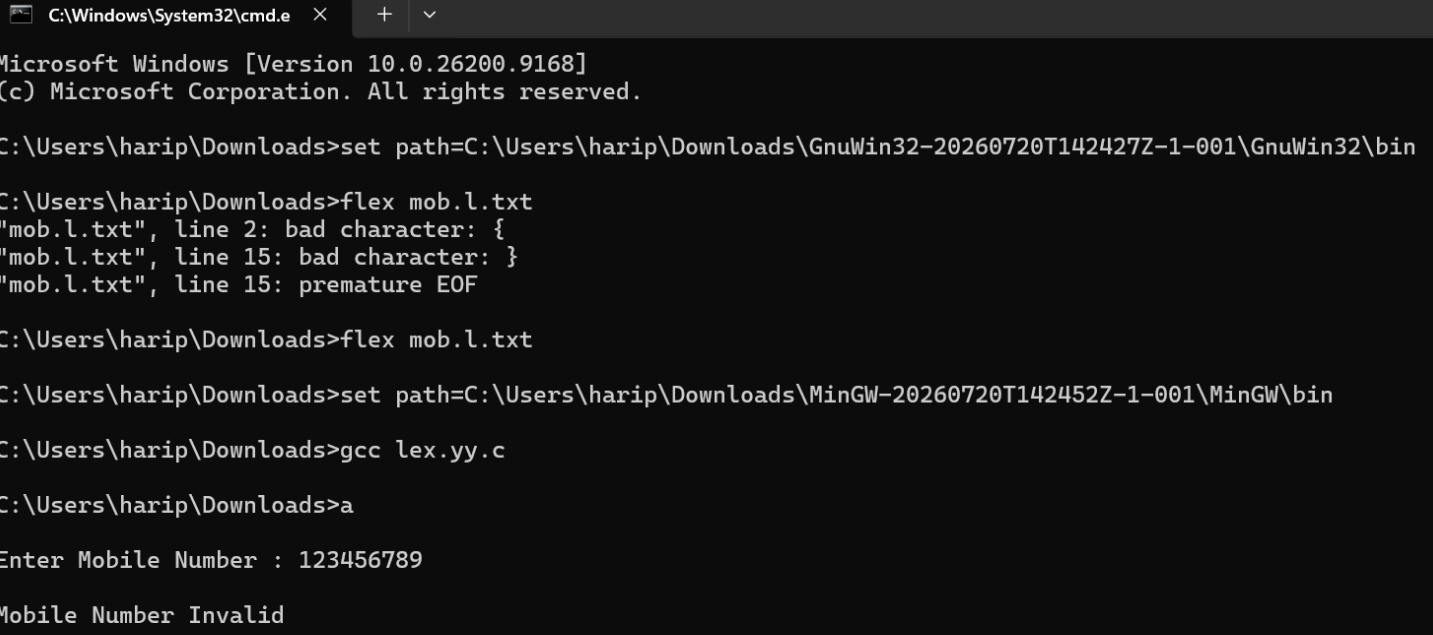 C:\Windows\System32\cmd.e
Microsoft Windows [Version 10.0.26200.9168]
(c) Microsoft Corporation. All rights reserved.
C:\Users\harip\Downloads>set path=C:\Users\harip\Downloads\GnuWin32-20260720T142427Z-1-001\GnuWin32\bin
C:\Users\harip\Downloads>flex mob.l.txt
"mob.l.txt", line 2: bad character: {
"mob.l.txt", line 15: bad character: }
"mob.l.txt", line 15: premature EOF
C:\Users\harip\Downloads>flex mob.l.txt
C:\Users\harip\Downloads>set path=C:\Users\harip\Downloads\MinGW-20260720T142452Z-1-001\MinGW\bin
C:\Users\harip\Downloads>gcc lex.yy.c
C:\Users\harip\Downloads>a
Enter Mobile Number : 123456789
Mobile Number Invalid